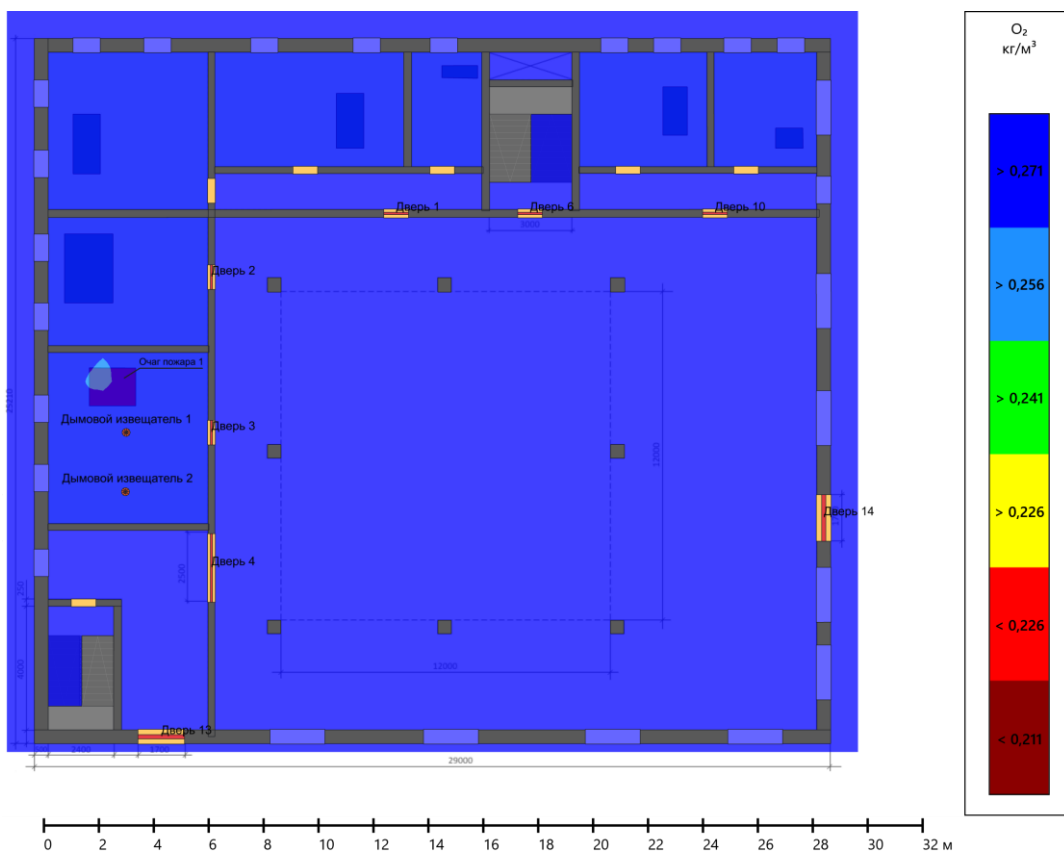 O₂
кг/м³
> 0,271
> 0,256
> 0,241
> 0,226
< 0,226
< 0,211
Дверь 1
Дверь 6
Дверь 10
3000
Дверь 2
Очаг пожара 1
25210
Дымовой извещатель 1
Дверь 3
12000
Дымовой извещатель 2
Дверь 14
Дверь 4
2500
250
4000
12000
Дверь 13
2400
1700
29000
0 2 4 6 8 10 12 14 16 18 20 22 24 26 28 30 32 м